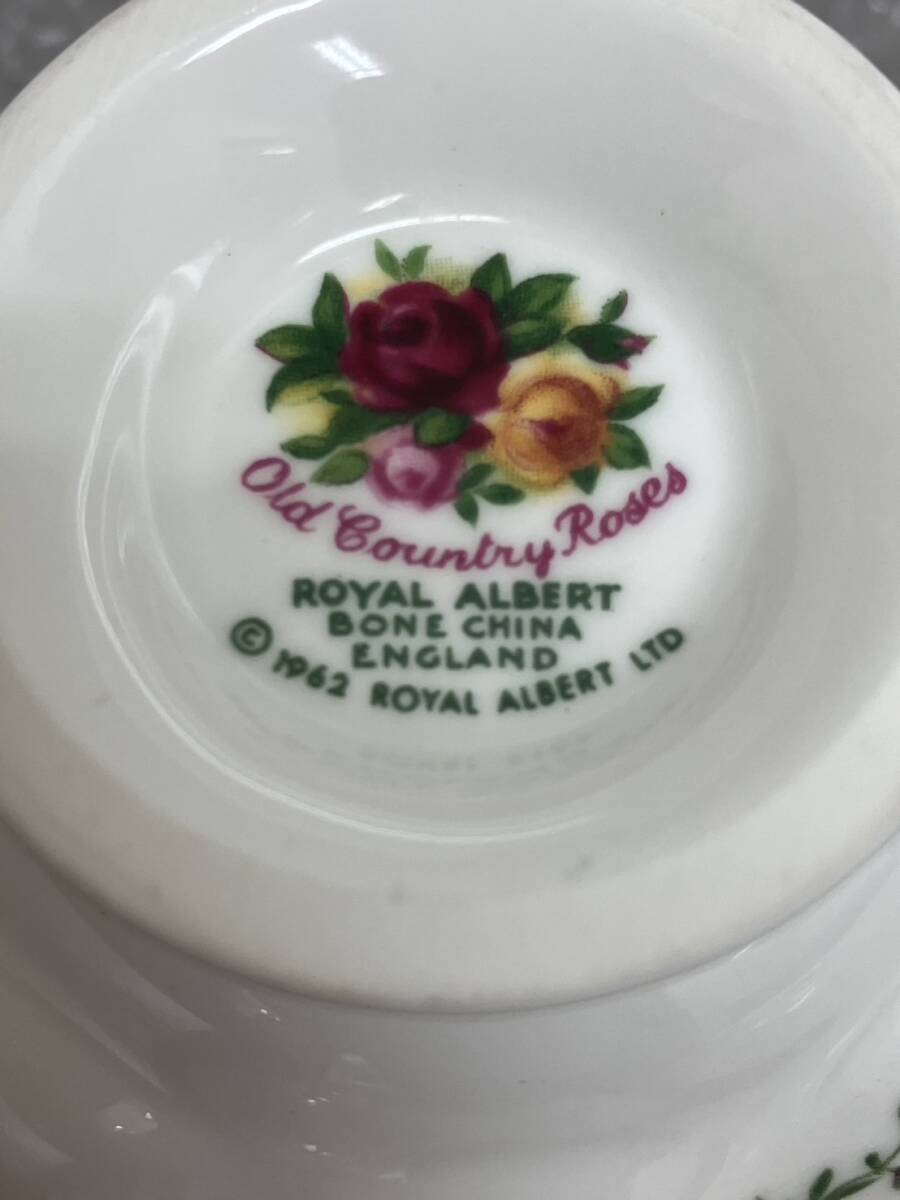 Old Country Roses
ROYAL ALBERT
BONE CHINA
ENGLAND
© 1962 ROYAL ALBERT LTD